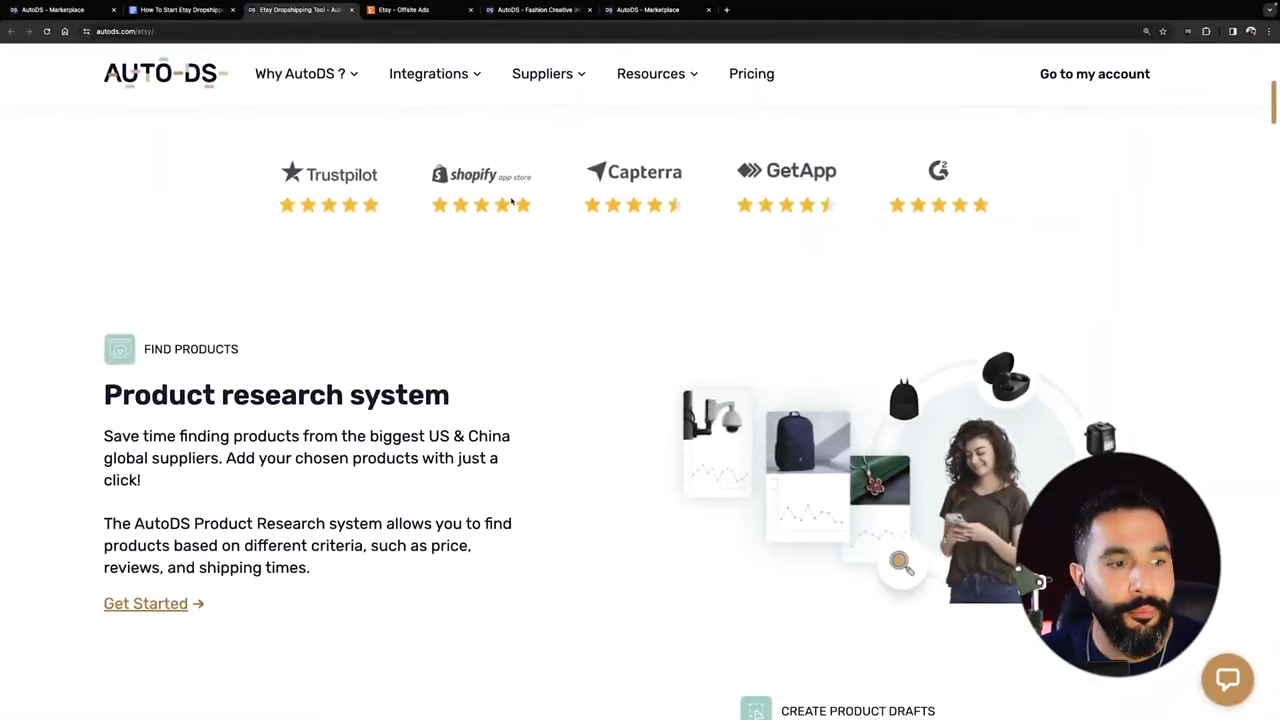 AutoDS - Marketplace
How To Start Etsy Dropshipp
Etsy Dropshipping Tool - Aut
Etsy - Offsite Ads
AutoDS - Fashion Creative 3
AutoDS - Marketplace
autods.com/etsy/
AUTO-DS
Why AutoDS ?
Integrations
Suppliers
Resources
Pricing
Go to my account
Trustpilot
shopify app store
Capterra
GetApp
G2
FIND PRODUCTS
Product research system
Save time finding products from the biggest US & China
global suppliers. Add your chosen products with just a
click!
The AutoDS Product Research system allows you to find
products based on different criteria, such as price,
reviews, and shipping times.
Get Started
CREATE PRODUCT DRAFTS